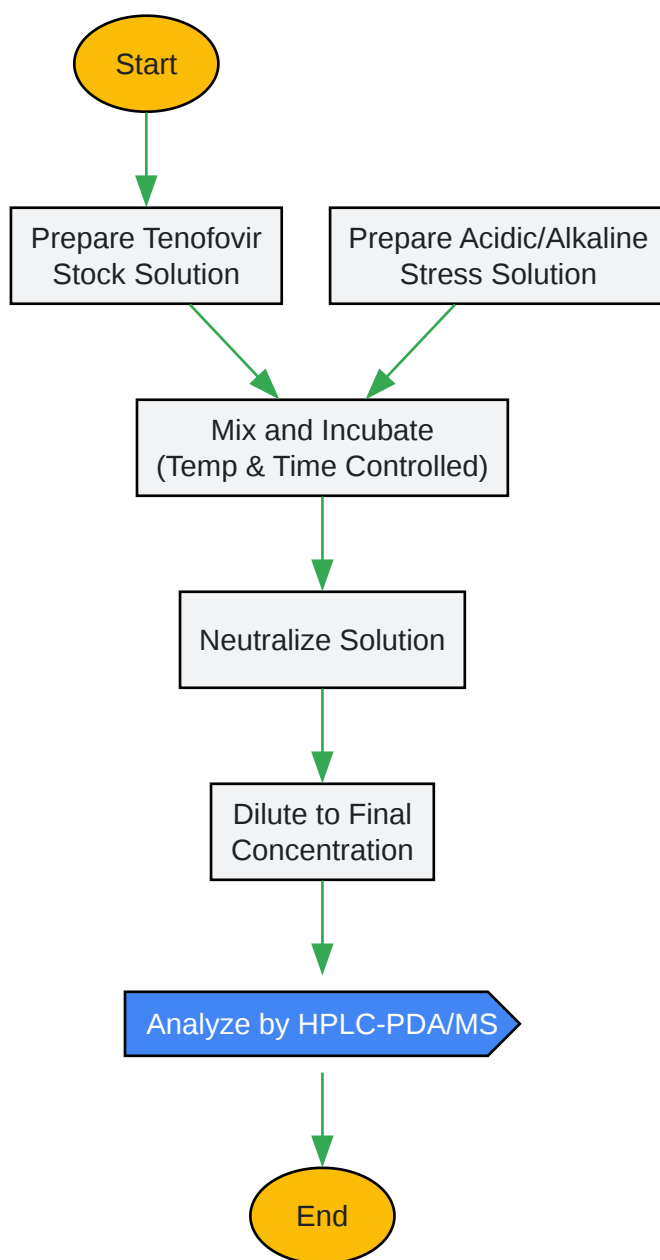 Start
Prepare Tenofovir
Stock Solution
Prepare Acidic/Alkaline
Stress Solution
Mix and Incubate
(Temp & Time Controlled)
Neutralize Solution
Dilute to Final
Concentration
Analyze by HPLC-PDA/MS
End